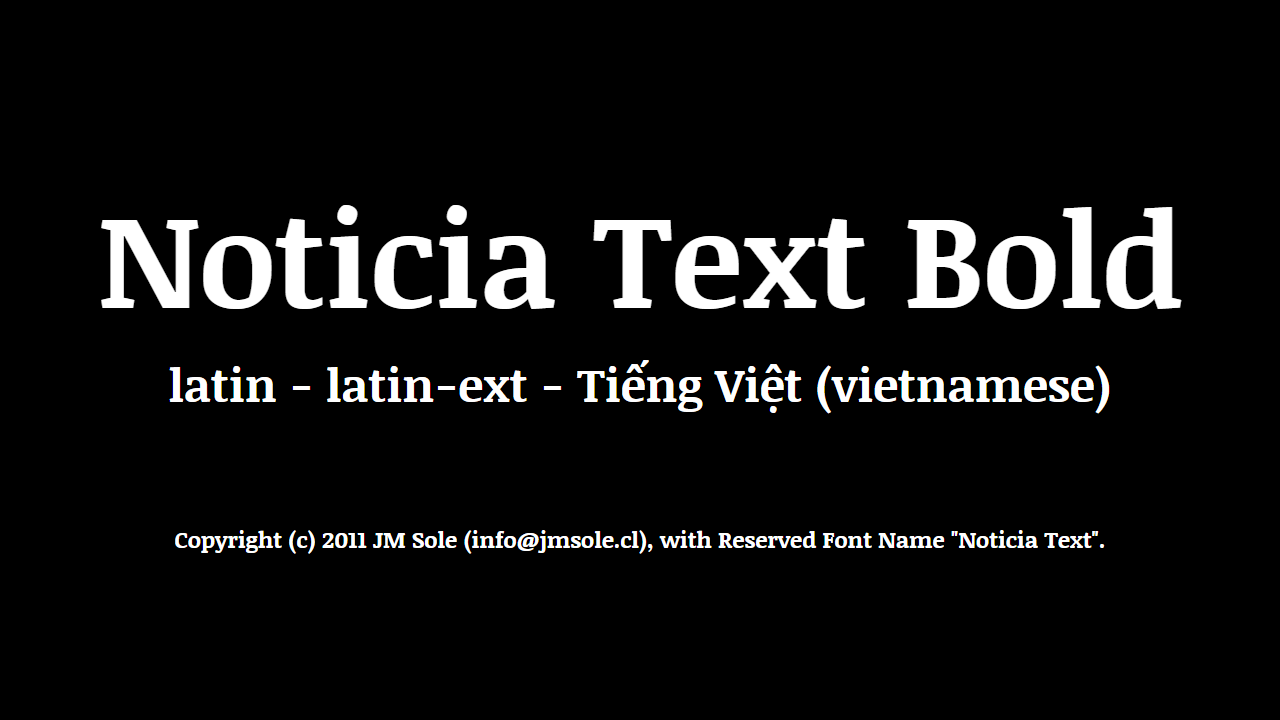 Noticia Text Bold
latin - latin-ext - Tiếng Việt (vietnamese)
Copyright (c) 2011 JM Sole (info@jmsole.cl), with Reserved Font Name "Noticia Text".